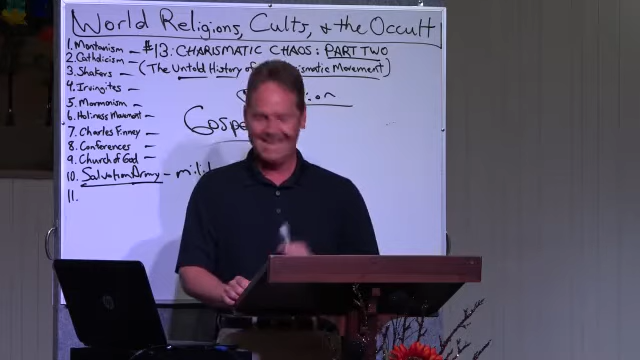 World Religions, Cults, & the Occult
#13: CHARISMATIC CHAOS: PART TWO
(The Untold History of
ismatic Movement)
1. Montanism -
2. Catholicism -
3. Shakers -
4. Irvingites -
5. Mormonism -
6. Holiness Movement -
7. Charles Finney -
8. Conferences -
9. Church of God -
10. Salvation Army -
11.
Gospe